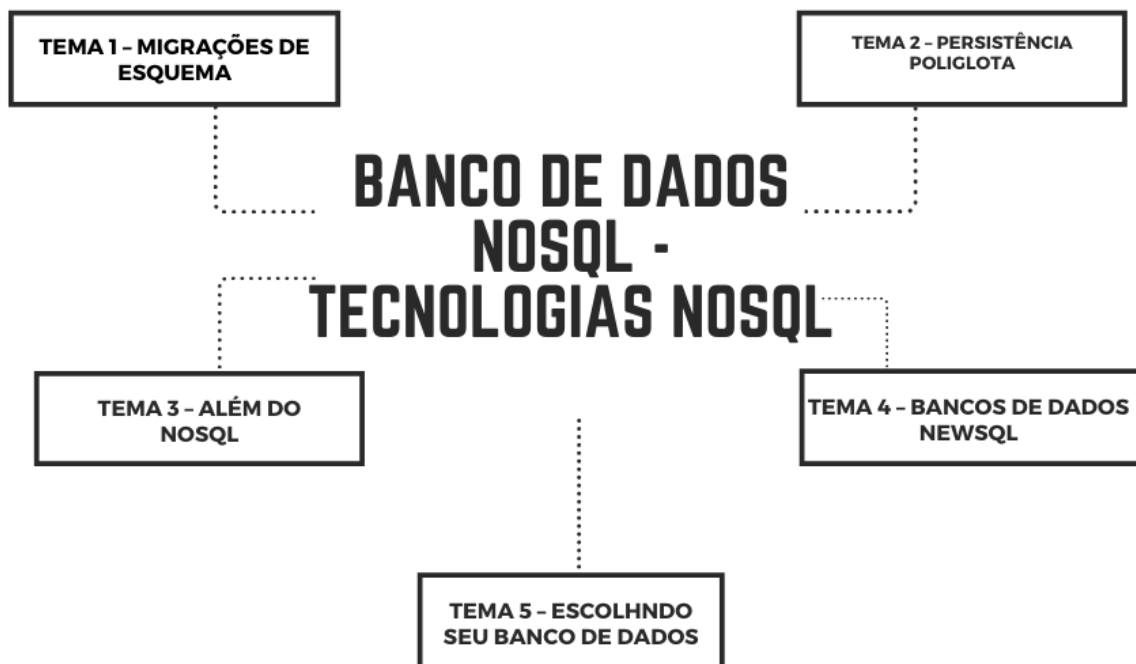 TEMA 1 – MIGRAÇÕES DE
ESQUEMA
TEMA 2 – PERSISTÊNCIA
POLIGLOTA
BANCO DE DADOS
NOSQL -
TECNOLOGIAS NOSQL
TEMA 3 – ALÉM DO
NOSQL
TEMA 4 – BANCOS DE DADOS
NEWSQL
TEMA 5 – ESCOLHNDO
SEU BANCO DE DADOS